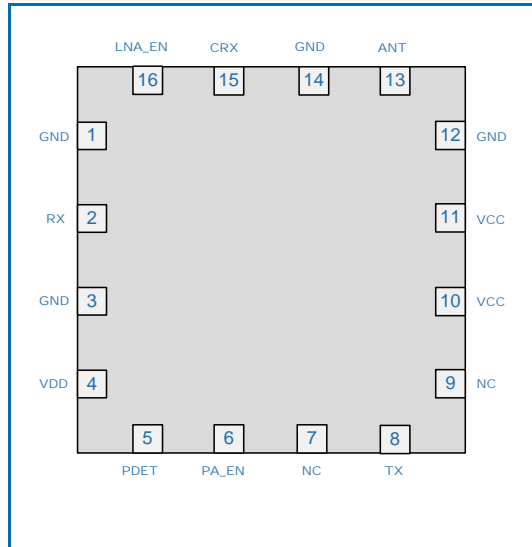 LNA_EN CRX GND ANT
16 15 14 13
GND 1 12 GND
RX 2 11 VCC
GND 3 10 VCC
VDD 4 9 NC
5 6 7 8
PDET PA_EN NC TX